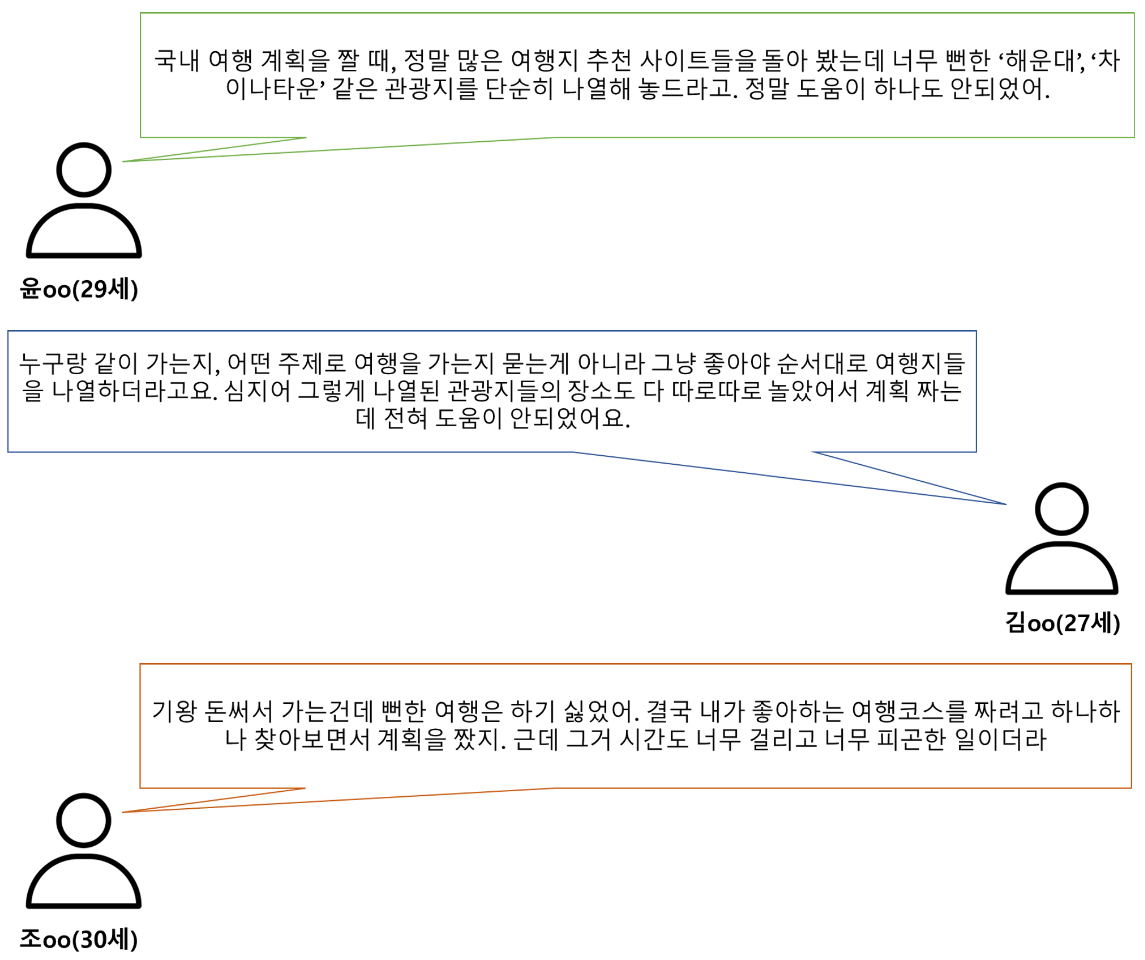 국내 여행 계획을 짤 때, 정말 많은 여행지 추천 사이트들을 돌아 봤는데 너무 뻔한 ‘해운대’, ‘차
이나타운’ 같은 관광지를 단순히 나열해 놓드라고. 정말 도움이 하나도 안되었어.
윤oo(29세)
누구랑 같이 가는지, 어떤 주제로 여행을 가는지 묻는게 아니라 그냥 좋아야 순서대로 여행지들
을 나열하더라고요. 심지어 그렇게 나열된 관광지들의 장소도 다 따로따로 놀았어서 계획 짜는
데 전혀 도움이 안되었어요.
김oo(27세)
기왕 돈써서 가는건데 뻔한 여행은 하기 싫었어. 결국 내가 좋아하는 여행코스를 짜려고 하나하
나 찾아보면서 계획을 짰지. 근데 그거 시간도 너무 걸리고 너무 피곤한 일이더라
조oo(30세)